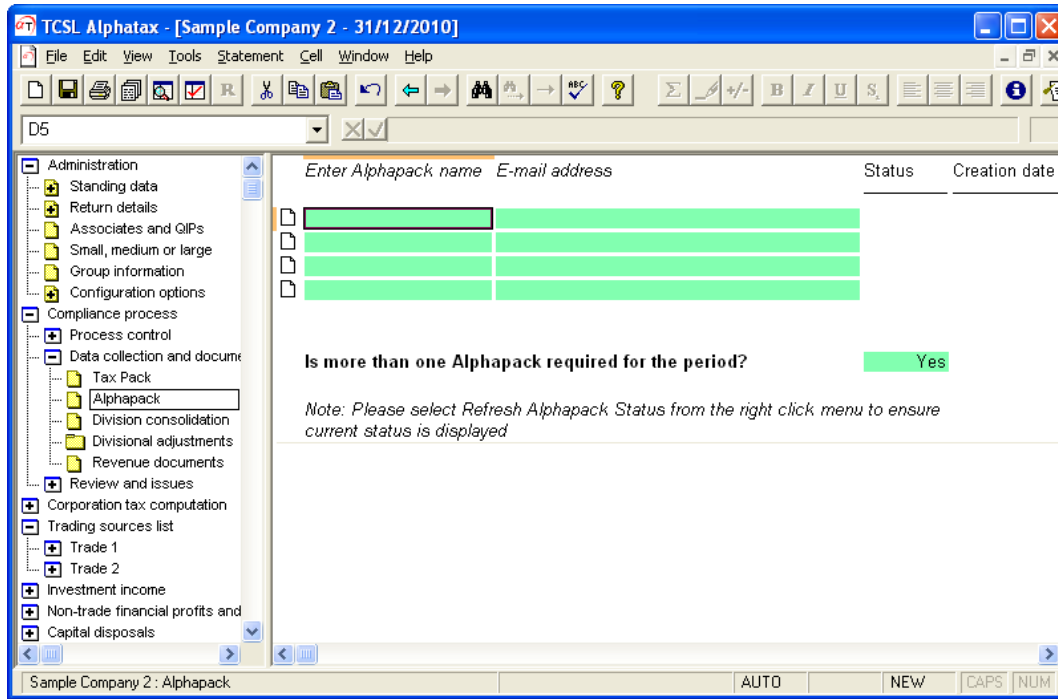 TCSL Alphatax - [Sample Company 2 - 31/12/2010]
File Edit View Tools Statement Cell Window Help
R ABC Σ +/- B I U S
D5
Administration
Standing data
Return details
Associates and QIPs
Small, medium or large
Group information
Configuration options
Compliance process
Process control
Data collection and docume
Tax Pack
Alphapack
Division consolidation
Divisional adjustments
Revenue documents
Review and issues
Corporation tax computation
Trading sources list
Trade 1
Trade 2
Investment income
Non-trade financial profits and
Capital disposals
Enter Alphapack name E-mail address Status Creation date
Is more than one Alphapack required for the period? Yes
Note: Please select Refresh Alphapack Status from the right click menu to ensure
current status is displayed
Sample Company 2 : Alphapack AUTO NEW CAPS NUM